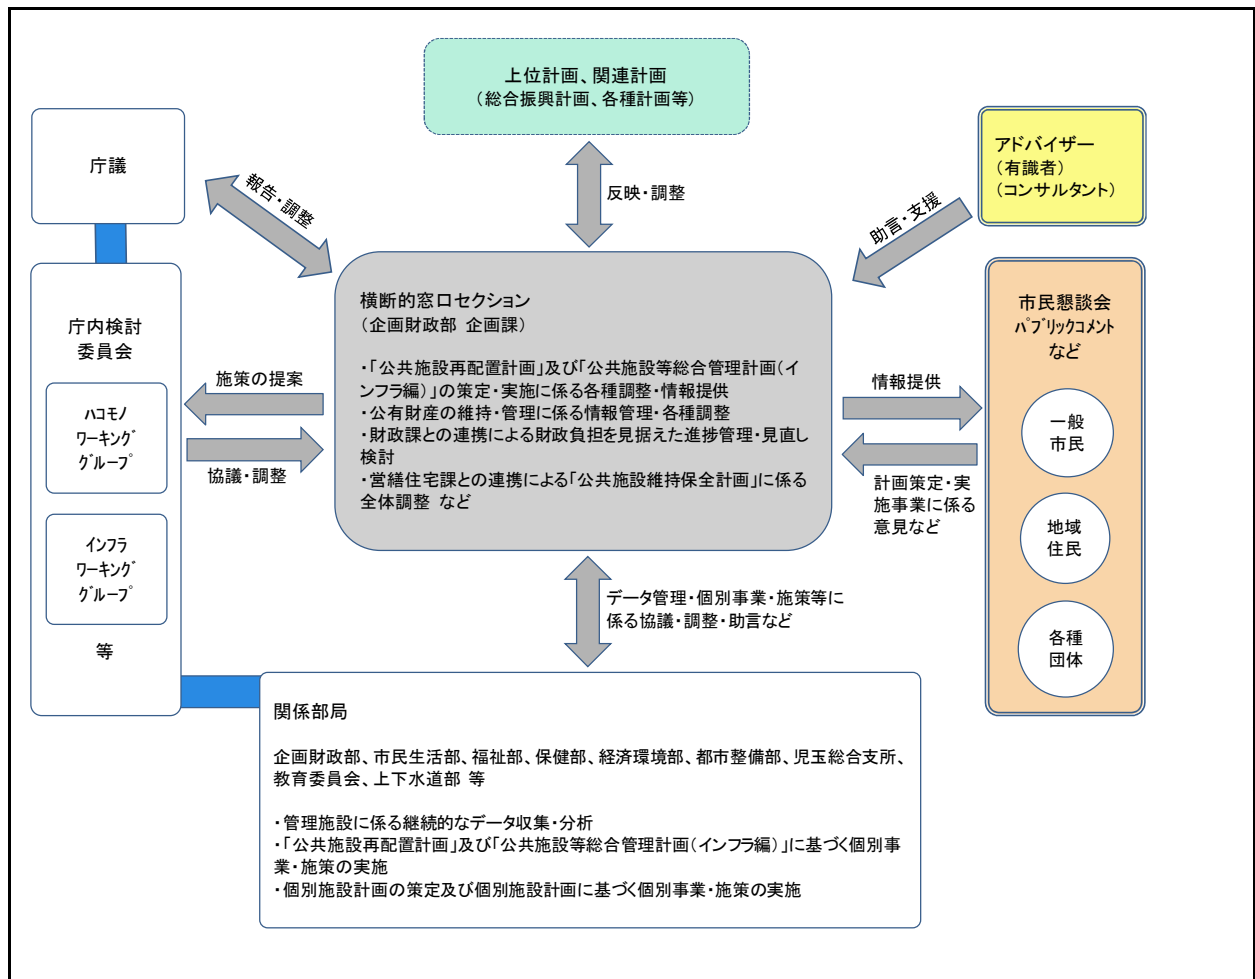 上位計画、関連計画
（総合振興計画、各種計画等）
庁議
アドバイザー
（有識者）
（コンサルタント）
報告・調整
反映・調整
助言・支援
庁内検討
委員会
ハコモノ
ワーキング
グループ
インフラ
ワーキング
グループ
等
施策の提案
協議・調整
横断的窓口セクション
（企画財政部 企画課）
・「公共施設再配置計画」及び「公共施設等総合管理計画（イ
ンフラ編）」の策定・実施に係る各種調整・情報提供
・公有財産の維持・管理に係る情報管理・各種調整
・財政課との連携による財政負担を見据えた進捗管理・見直し
検討
・営繕住宅課との連携による「公共施設維持保全計画」に係る
全体調整 など
情報提供
計画策定・実
施事業に係る
意見など
市民懇談会
パブリックコメント
など
一般
市民
地域
住民
各種
団体
データ管理・個別事業・施策等に
係る協議・調整・助言など
関係部局
企画財政部、市民生活部、福祉部、保健部、経済環境部、都市整備部、児玉総合支所、
教育委員会、上下水道部 等
・管理施設に係る継続的なデータ収集・分析
・「公共施設再配置計画」及び「公共施設等総合管理計画（インフラ編）」に基づく個別事
業・施策の実施
・個別施設計画の策定及び個別施設計画に基づく個別事業・施策の実施